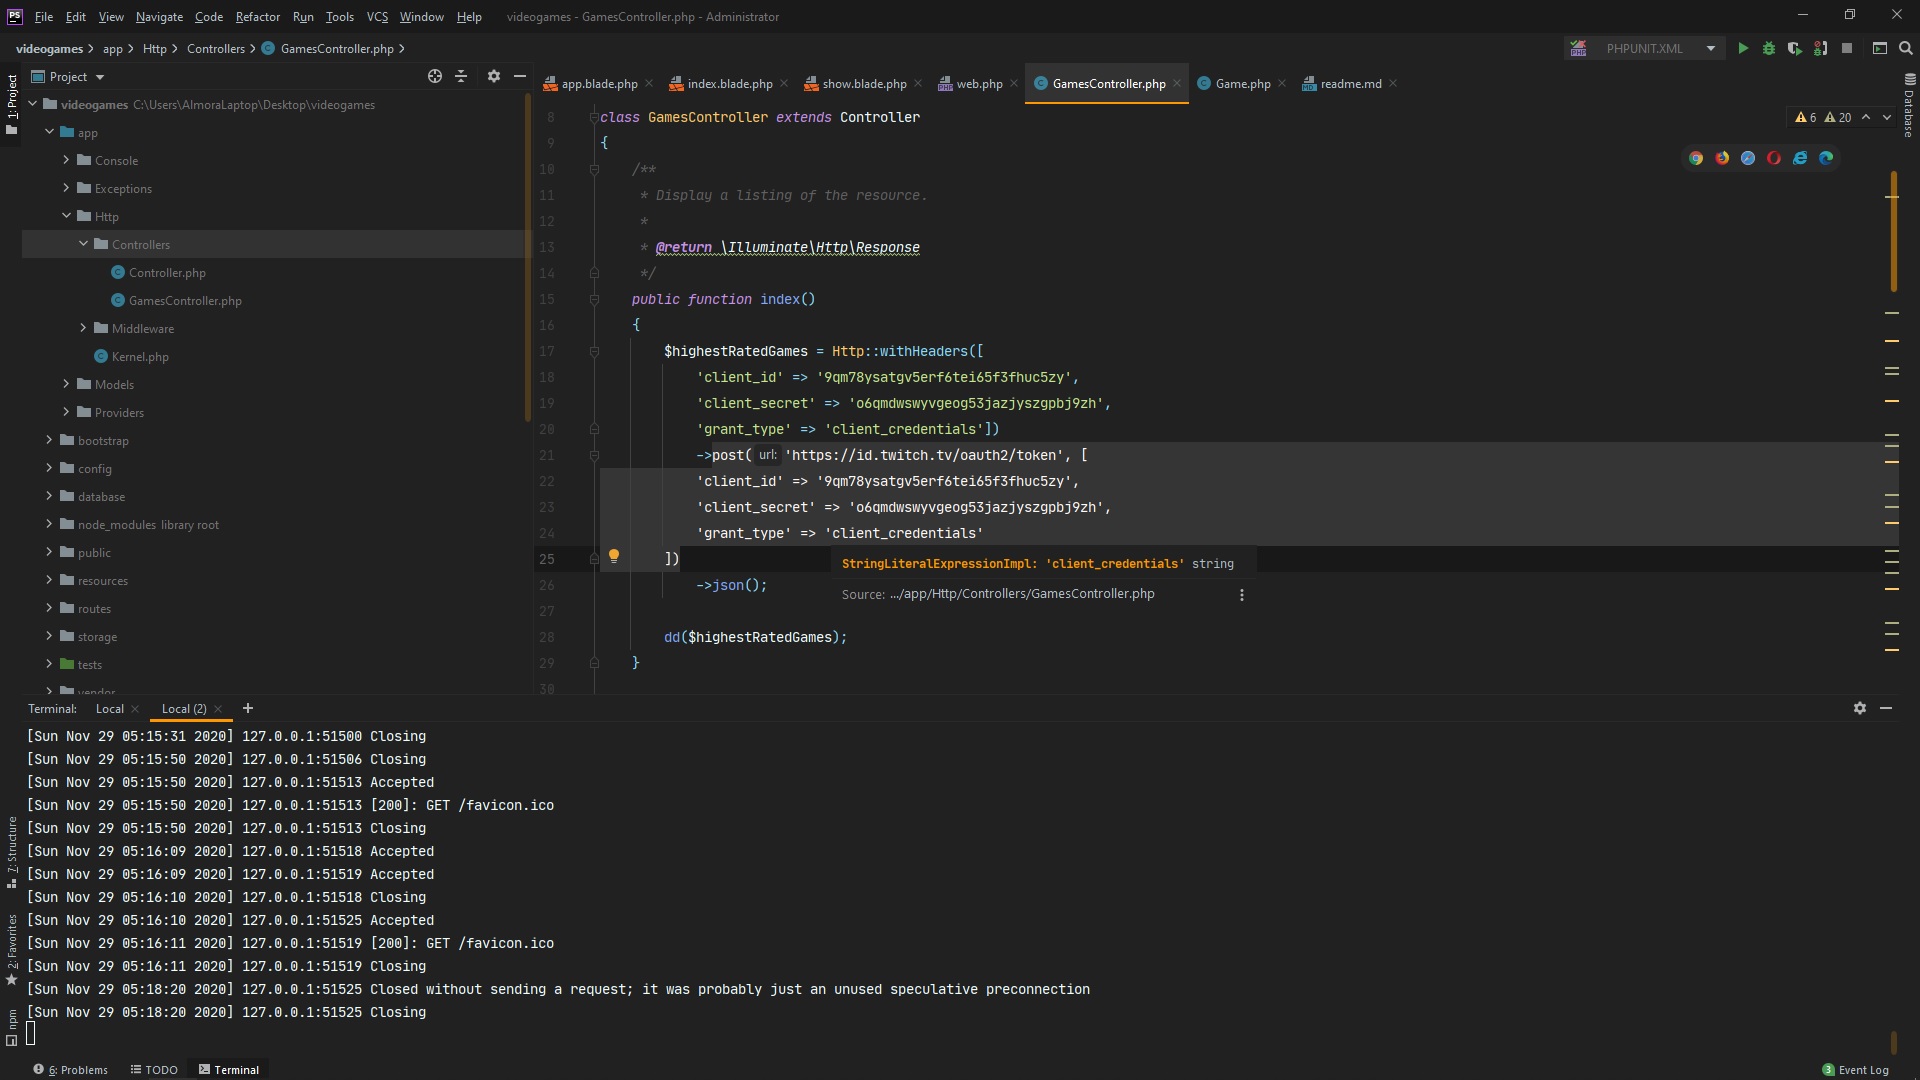 PS File Edit View Navigate Code Refactor Run Tools VCS Window Help videogames - GamesController.php - Administrator
videogames app Http Controllers GamesController.php PHPUNIT.XML
1: Project
Project
app.blade.php index.blade.php show.blade.php web.php GamesController.php Game.php readme.md
Database
videogames C:\Users\AlmoraLaptop\Desktop\videogames
app
Console
Exceptions
Http
Controllers
Controller.php
GamesController.php
Middleware
Kernel.php
Models
Providers
bootstrap
config
database
node_modules library root
public
resources
routes
storage
tests
vendor
6 20
8 class GamesController extends Controller
9 {
10 /**
11 * Display a listing of the resource.
12 *
13 * @return \Illuminate\Http\Response
14 */
15 public function index()
16 {
17 $highestRatedGames = Http::withHeaders([
18 'client_id' => '9qm78ysatgv5erf6tei65f3fhuc5zy',
19 'client_secret' => 'o6qmdwswyvgeog53jazjyszgpbj9zh',
20 'grant_type' => 'client_credentials'])
21 ->post( url: 'https://id.twitch.tv/oauth2/token', [
22 'client_id' => '9qm78ysatgv5erf6tei65f3fhuc5zy',
23 'client_secret' => 'o6qmdwswyvgeog53jazjyszgpbj9zh',
24 'grant_type' => 'client_credentials'
25 ])
StringLiteralExpressionImpl: 'client_credentials' string
26 ->json();
Source: .../app/Http/Controllers/GamesController.php
27
28 dd($highestRatedGames);
29 }
30
Terminal: Local Local (2) +
[Sun Nov 29 05:15:31 2020] 127.0.0.1:51500 Closing
[Sun Nov 29 05:15:50 2020] 127.0.0.1:51506 Closing
[Sun Nov 29 05:15:50 2020] 127.0.0.1:51513 Accepted
[Sun Nov 29 05:15:50 2020] 127.0.0.1:51513 [200]: GET /favicon.ico
[Sun Nov 29 05:15:50 2020] 127.0.0.1:51513 Closing
[Sun Nov 29 05:16:09 2020] 127.0.0.1:51518 Accepted
[Sun Nov 29 05:16:09 2020] 127.0.0.1:51519 Accepted
[Sun Nov 29 05:16:10 2020] 127.0.0.1:51518 Closing
[Sun Nov 29 05:16:10 2020] 127.0.0.1:51525 Accepted
[Sun Nov 29 05:16:11 2020] 127.0.0.1:51519 [200]: GET /favicon.ico
[Sun Nov 29 05:16:11 2020] 127.0.0.1:51519 Closing
[Sun Nov 29 05:18:20 2020] 127.0.0.1:51525 Closed without sending a request; it was probably just an unused speculative preconnection
[Sun Nov 29 05:18:20 2020] 127.0.0.1:51525 Closing
7: Structure
2: Favorites
npm
6: Problems TODO Terminal 3 Event Log